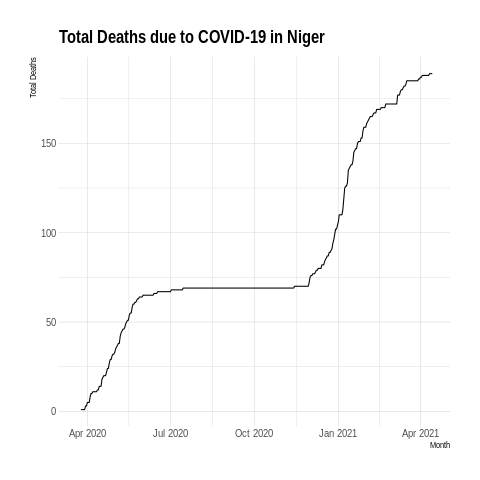 Total Deaths due to COVID-19 in Niger
Total Deaths
150
100
50
0
Apr 2020 Jul 2020 Oct 2020 Jan 2021 Apr 2021
Month